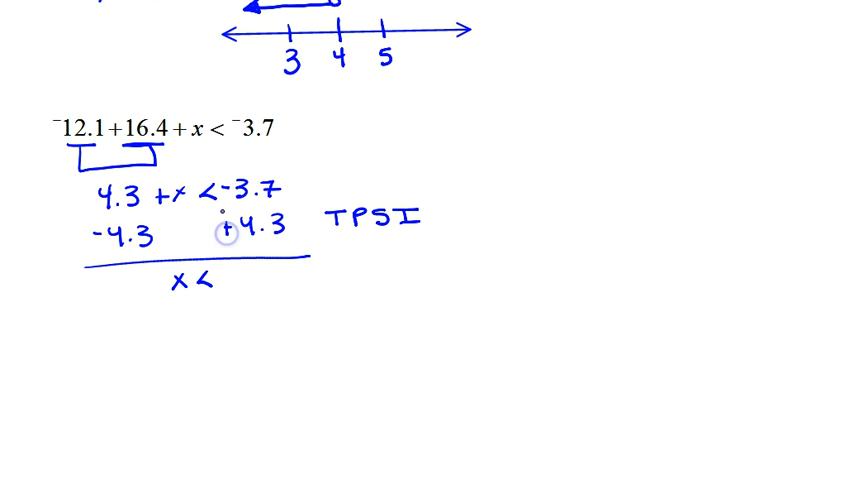 3 4 5
⁻12.1+16.4+x < ⁻3.7
4.3 +x <-3.7
-4.3 +4.3 TPSI
x <